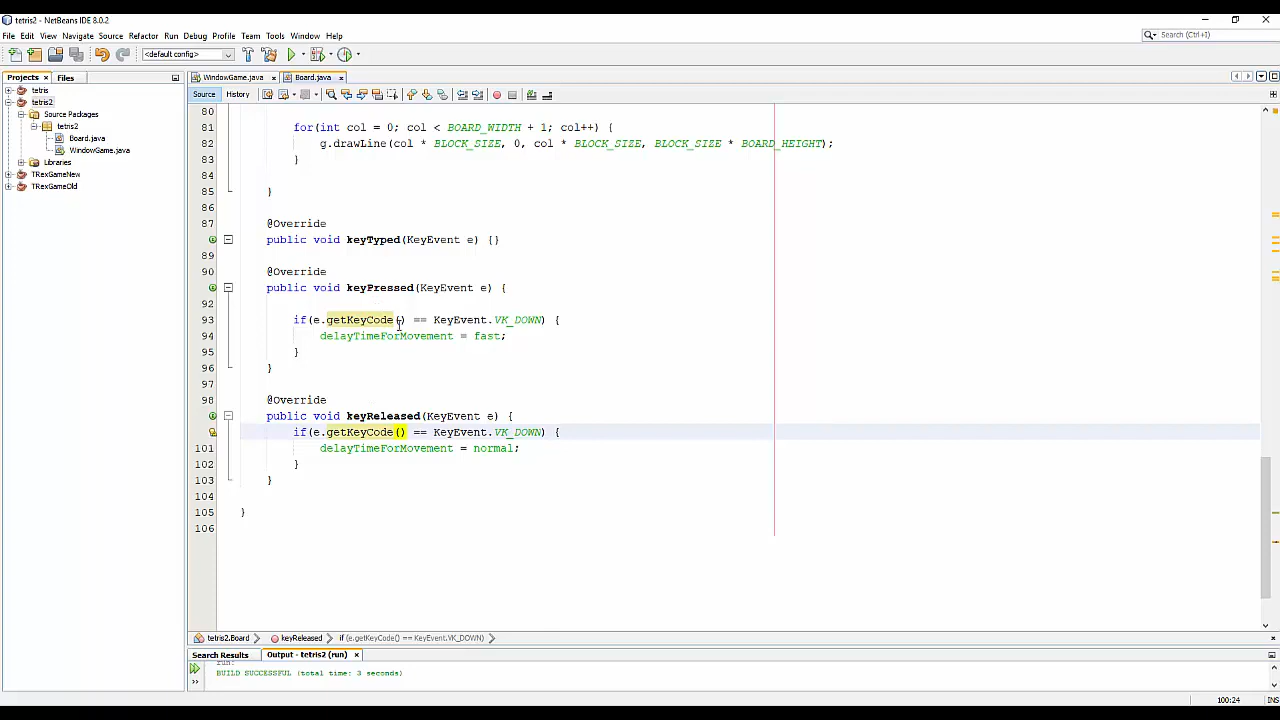 tetris2 - NetBeans IDE 8.0.2
File Edit View Navigate Source Refactor Run Debug Profile Team Tools Window Help
Search (Ctrl+I)
<default config>
Projects Files
WindowGame.java Board.java
Source History
tetris
tetris2
Source Packages
tetris2
Board.java
WindowGame.java
Libraries
TRexGameNew
TRexGameOld
80
81 for(int col = 0; col < BOARD_WIDTH + 1; col++) {
82 g.drawLine(col * BLOCK_SIZE, 0, col * BLOCK_SIZE, BLOCK_SIZE * BOARD_HEIGHT);
83 }
84
85 }
86
87 @Override
public void keyTyped(KeyEvent e) {}
89
90 @Override
public void keyPressed(KeyEvent e) {
92
93 if(e.getKeyCode() == KeyEvent.VK_DOWN) {
94 delayTimeForMovement = fast;
95 }
96 }
97
98 @Override
public void keyReleased(KeyEvent e) {
if(e.getKeyCode() == KeyEvent.VK_DOWN) {
101 delayTimeForMovement = normal;
102 }
103 }
104
105 }
106
tetris2.Board keyReleased if (e.getKeyCode() == KeyEvent.VK_DOWN)
Search Results Output - tetris2 (run)
run:
BUILD SUCCESSFUL (total time: 3 seconds)
100:24 INS